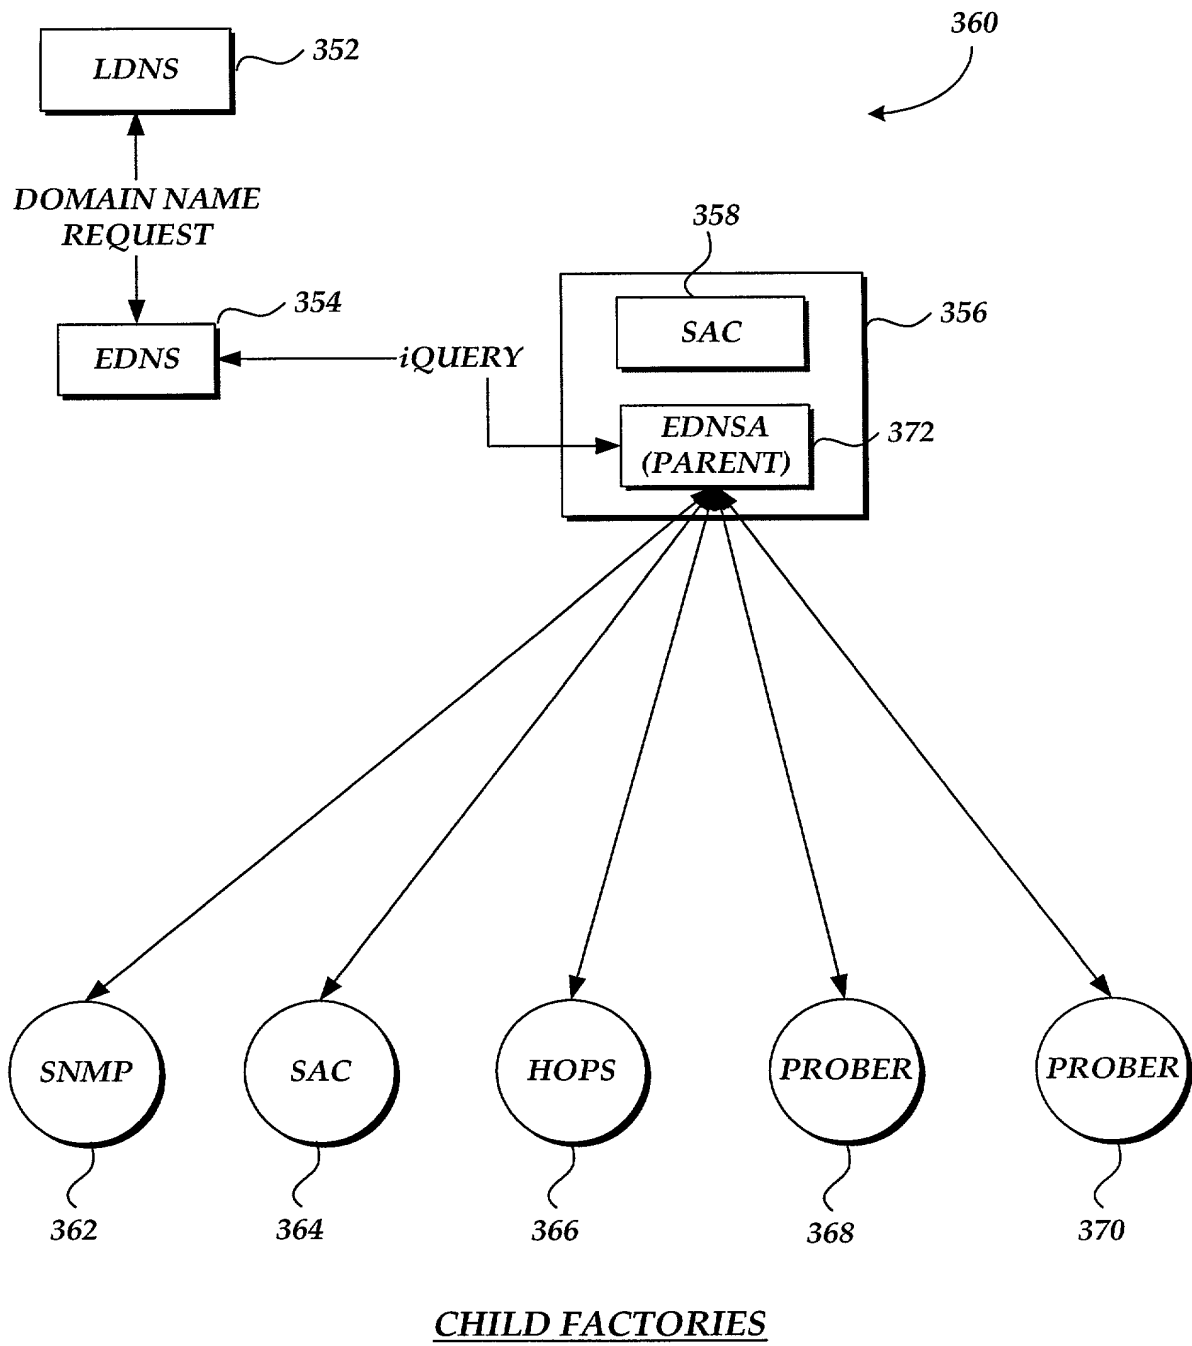 360
LDNS
352
DOMAIN NAME
REQUEST
358
354
356
SAC
EDNS
iQUERY
EDNSA
(PARENT)
372
SNMP
SAC
HOPS
PROBER
PROBER
362
364
366
368
370
CHILD FACTORIES